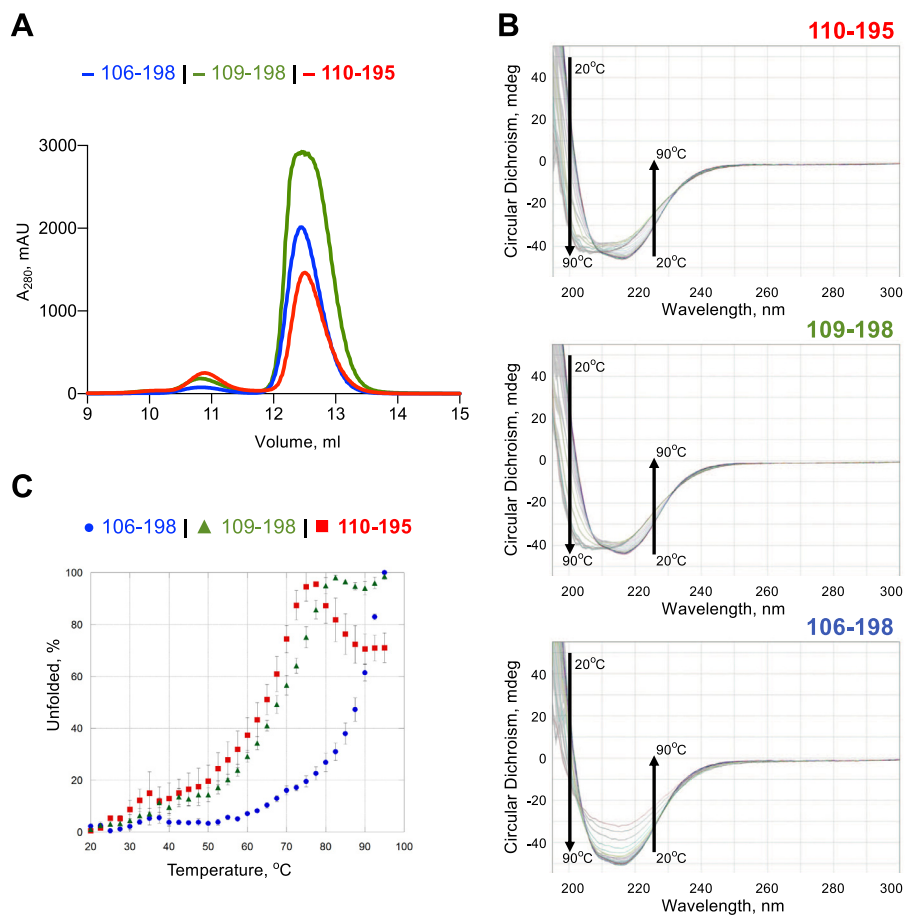 A
106-198 | 109-198 | 110-195
3000
2000
1000
0
A280, mAU
9 10 11 12 13 14 15
Volume, ml
B
110-195
40
20
0
-20
-40
Circular Dichroism, mdeg
20°C
90°C
90°C
20°C
200 220 240 260 280 300
Wavelength, nm
109-198
40
20
0
-20
-40
Circular Dichroism, mdeg
20°C
90°C
90°C
20°C
200 220 240 260 280 300
Wavelength, nm
106-198
40
20
0
-20
-40
Circular Dichroism, mdeg
20°C
90°C
90°C
20°C
200 220 240 260 280 300
Wavelength, nm
C
106-198 | 109-198 | 110-195
100
80
60
40
20
0
Unfolded, %
20 30 40 50 60 70 80 90 100
Temperature, °C